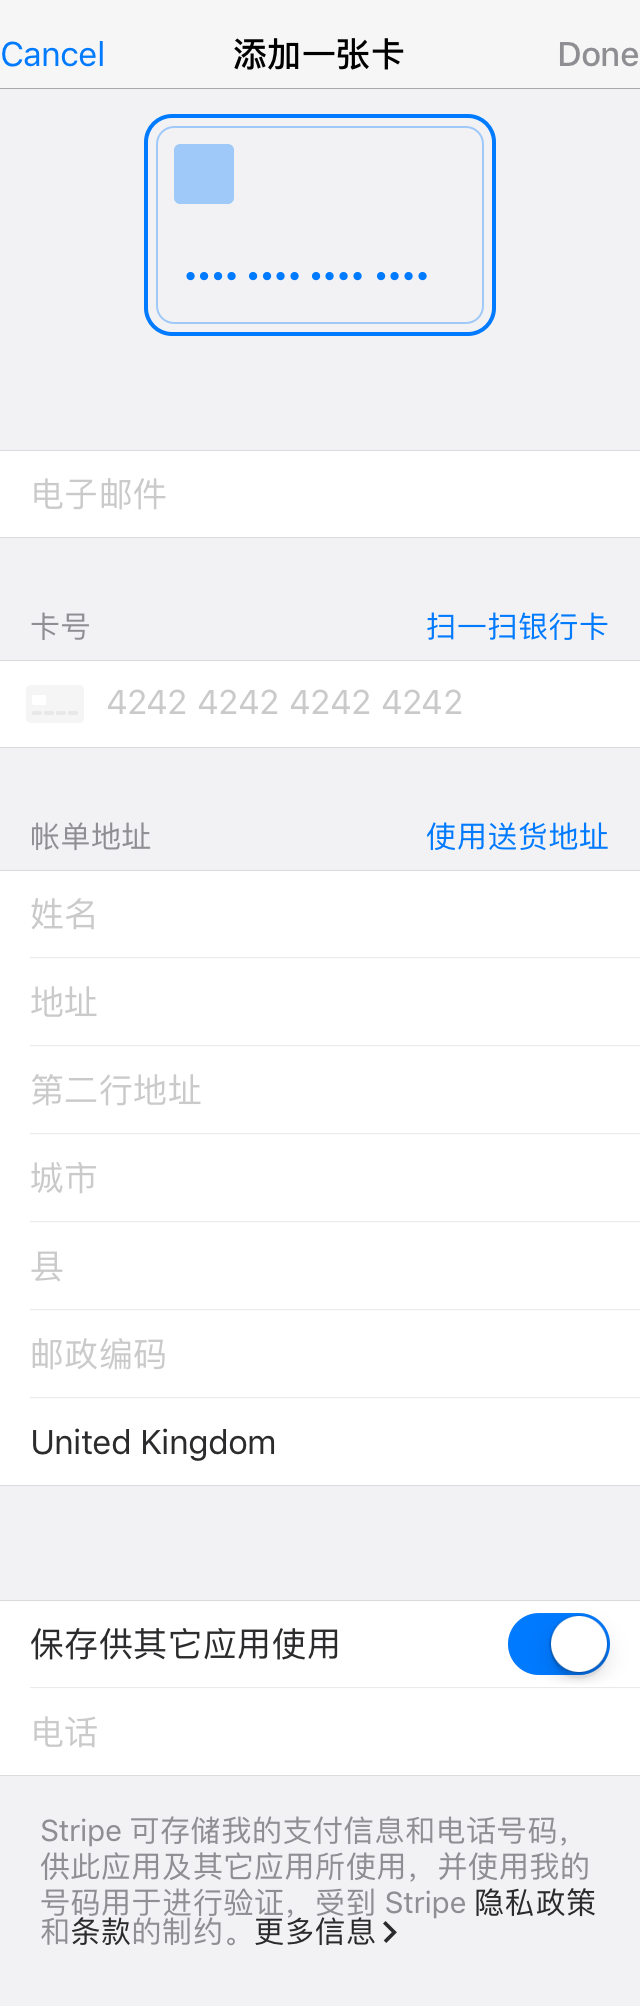 Cancel 添加一张卡 Done
电子邮件
卡号 扫一扫银行卡
4242 4242 4242 4242
帐单地址 使用送货地址
姓名
地址
第二行地址
城市
县
邮政编码
United Kingdom
保存供其它应用使用
电话
Stripe 可存储我的支付信息和电话号码，
供此应用及其它应用所使用，并使用我的
号码用于进行验证，受到 Stripe 隐私政策
和条款的制约。更多信息